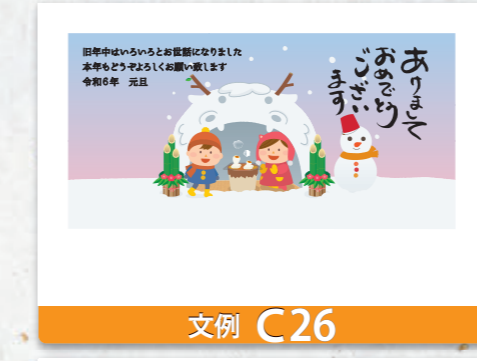 旧年中はいろいろとお世話になりました
本年もどうぞよろしくお願い致します
令和6年　元旦
あけまして
おめでとう
ござい
ます
文例 C26